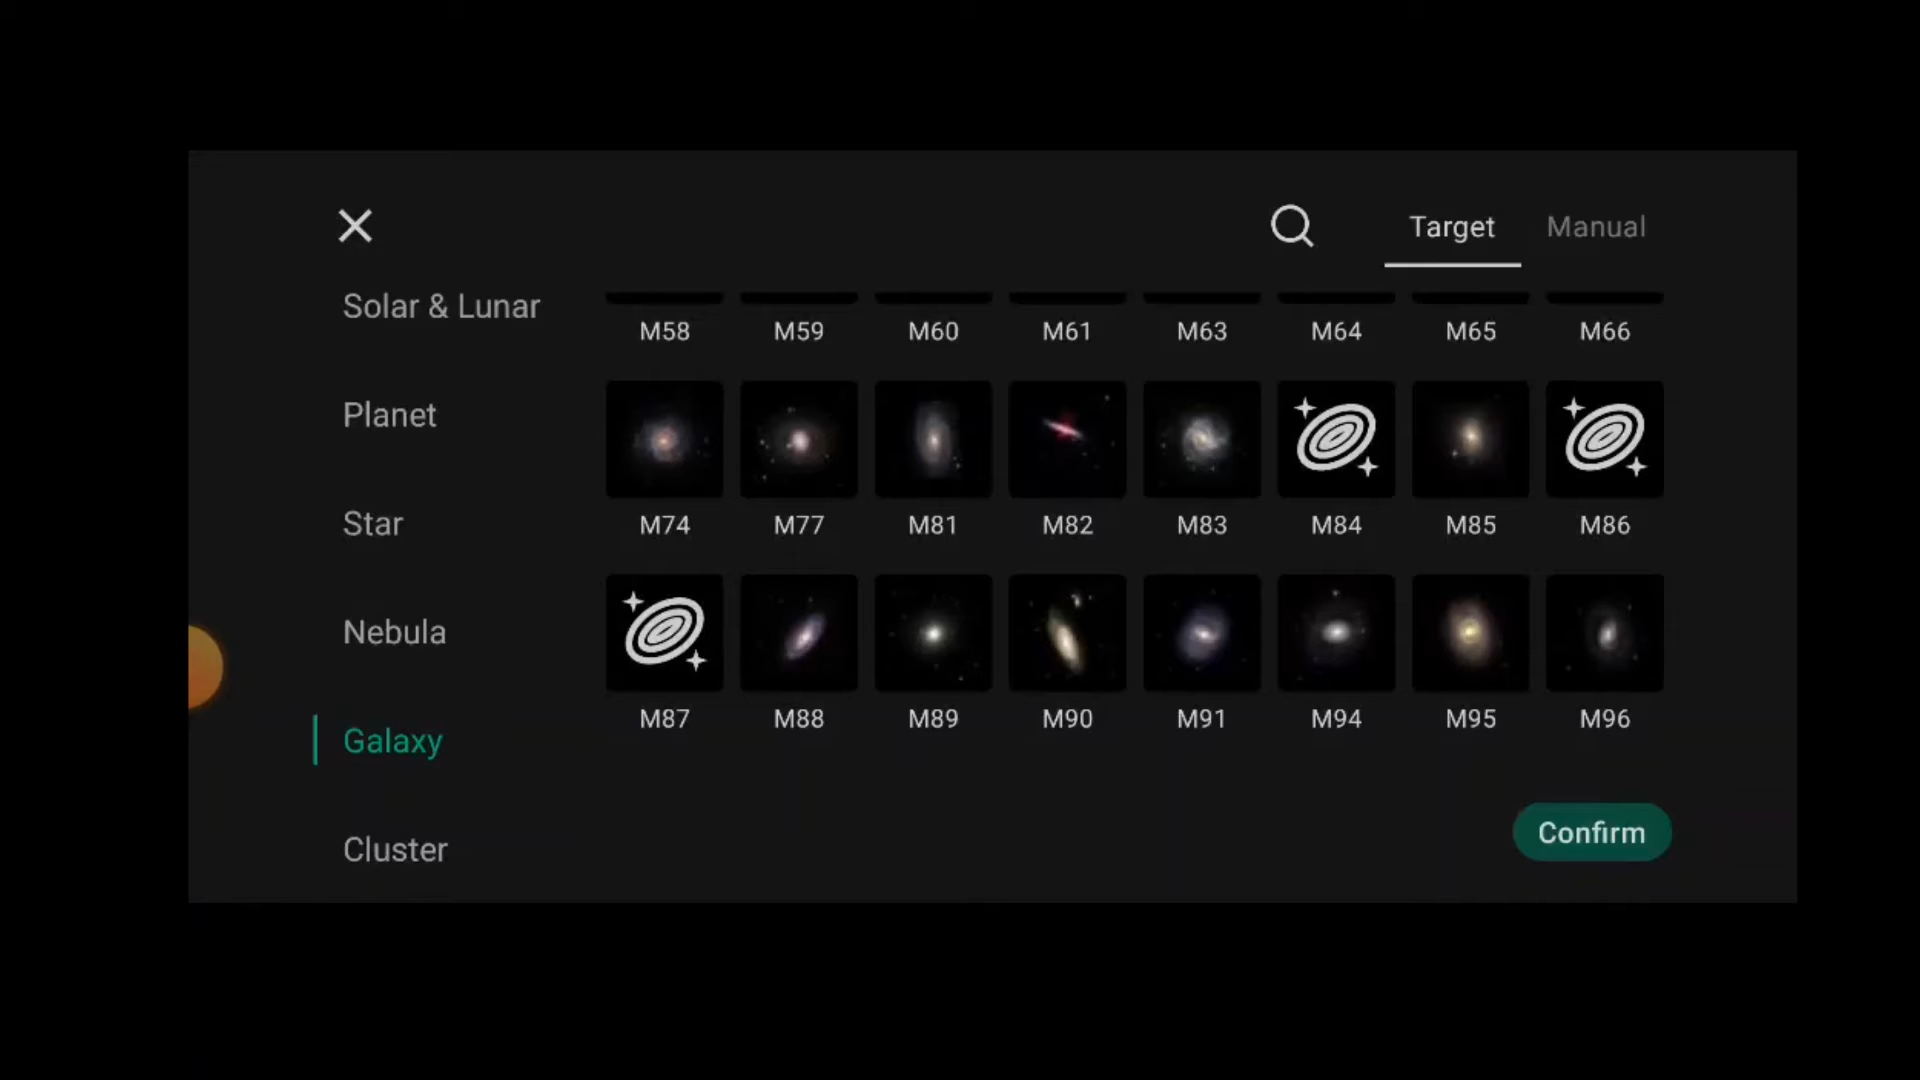 Target Manual
Solar & Lunar
M58 M59 M60 M61 M63 M64 M65 M66
Planet
Star
M74 M77 M81 M82 M83 M84 M85 M86
Nebula
M87 M88 M89 M90 M91 M94 M95 M96
Galaxy
Confirm
Cluster